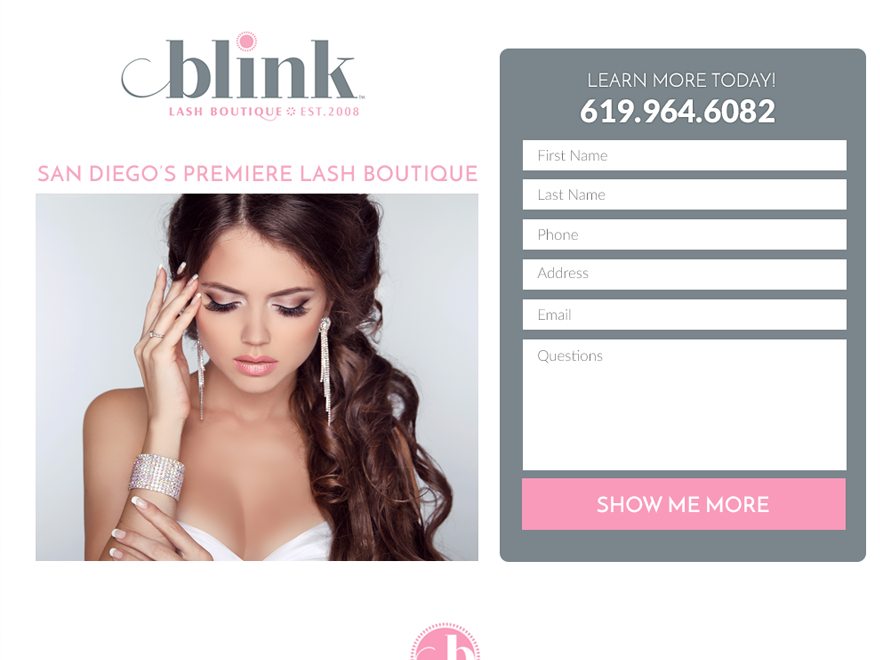 blink
LASH BOUTIQUE EST.2008
SAN DIEGO'S PREMIERE LASH BOUTIQUE
LEARN MORE TODAY!
619.964.6082
First Name
Last Name
Phone
Address
Email
Questions
SHOW ME MORE
b